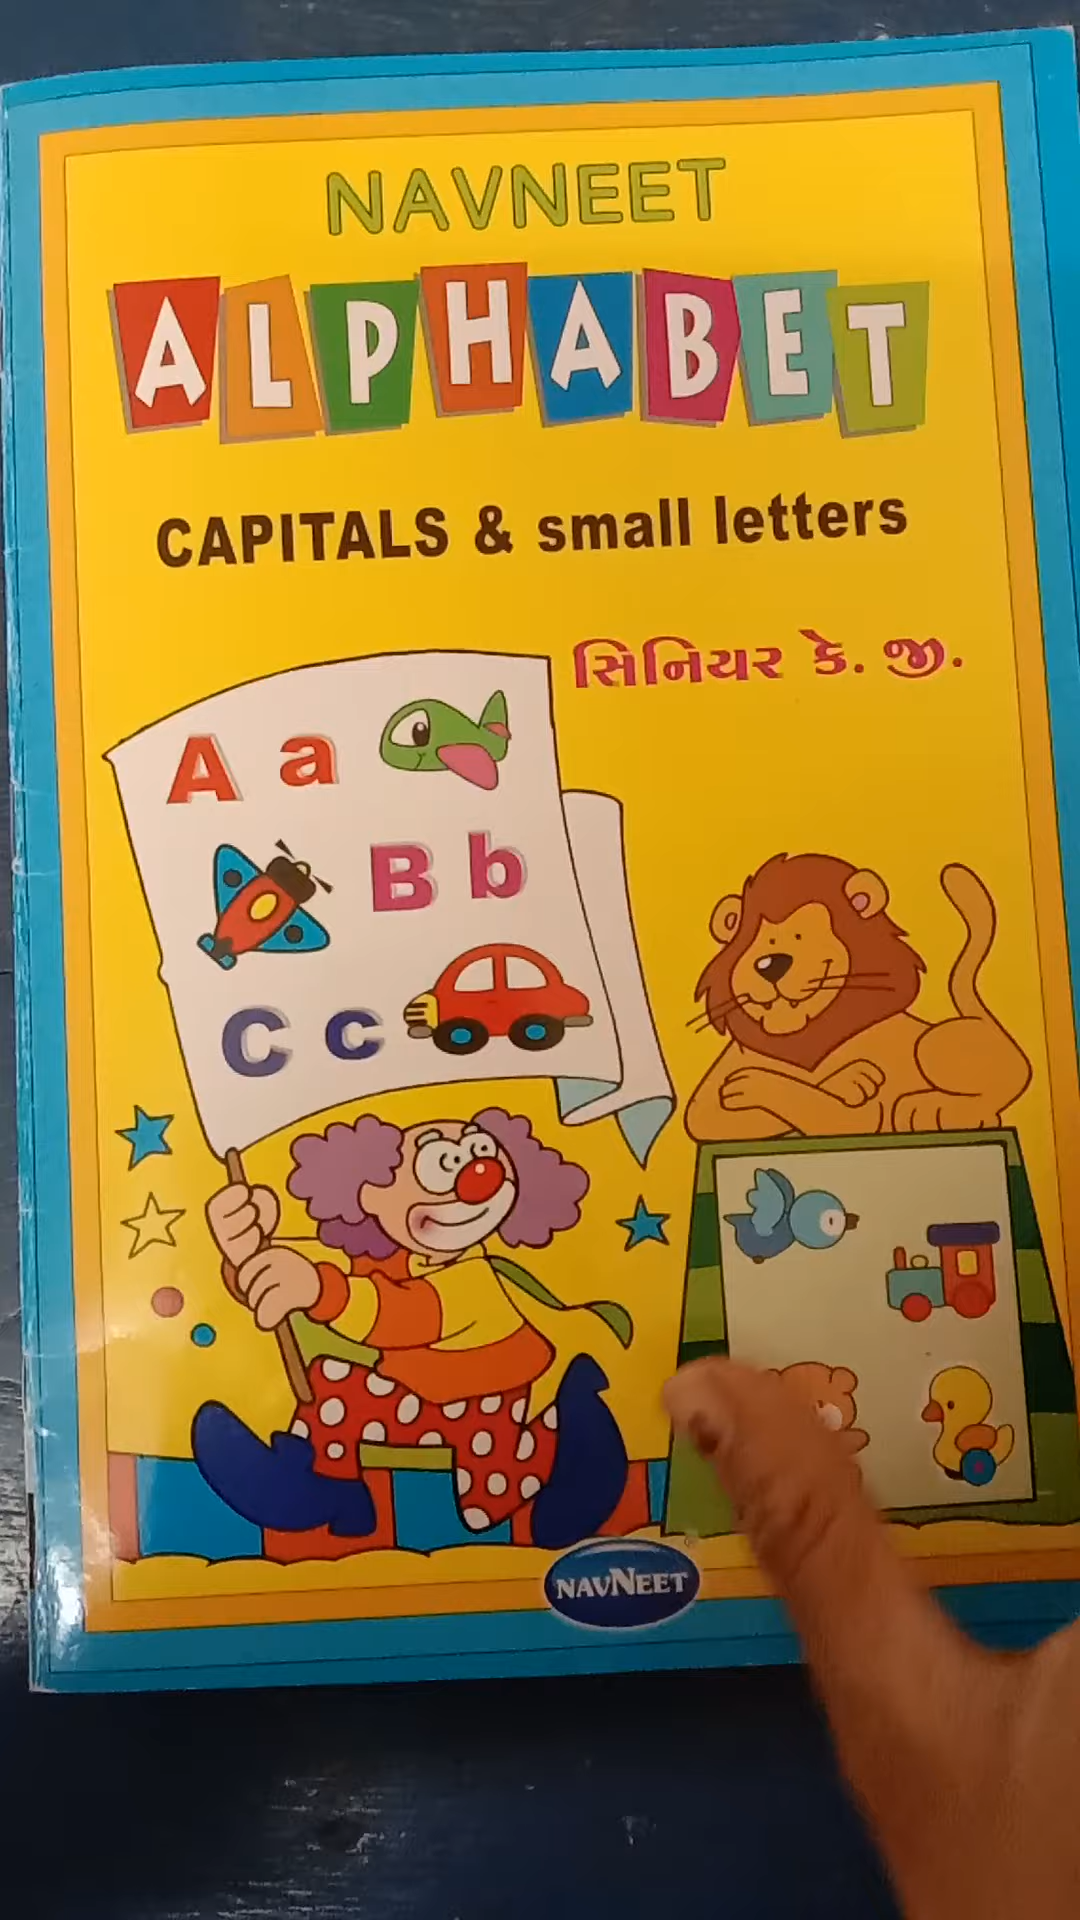 NAVNEET
ALPHABET
CAPITALS & small letters
સિનિયર કે. જી.
A a
B b
C c
NAVNEET